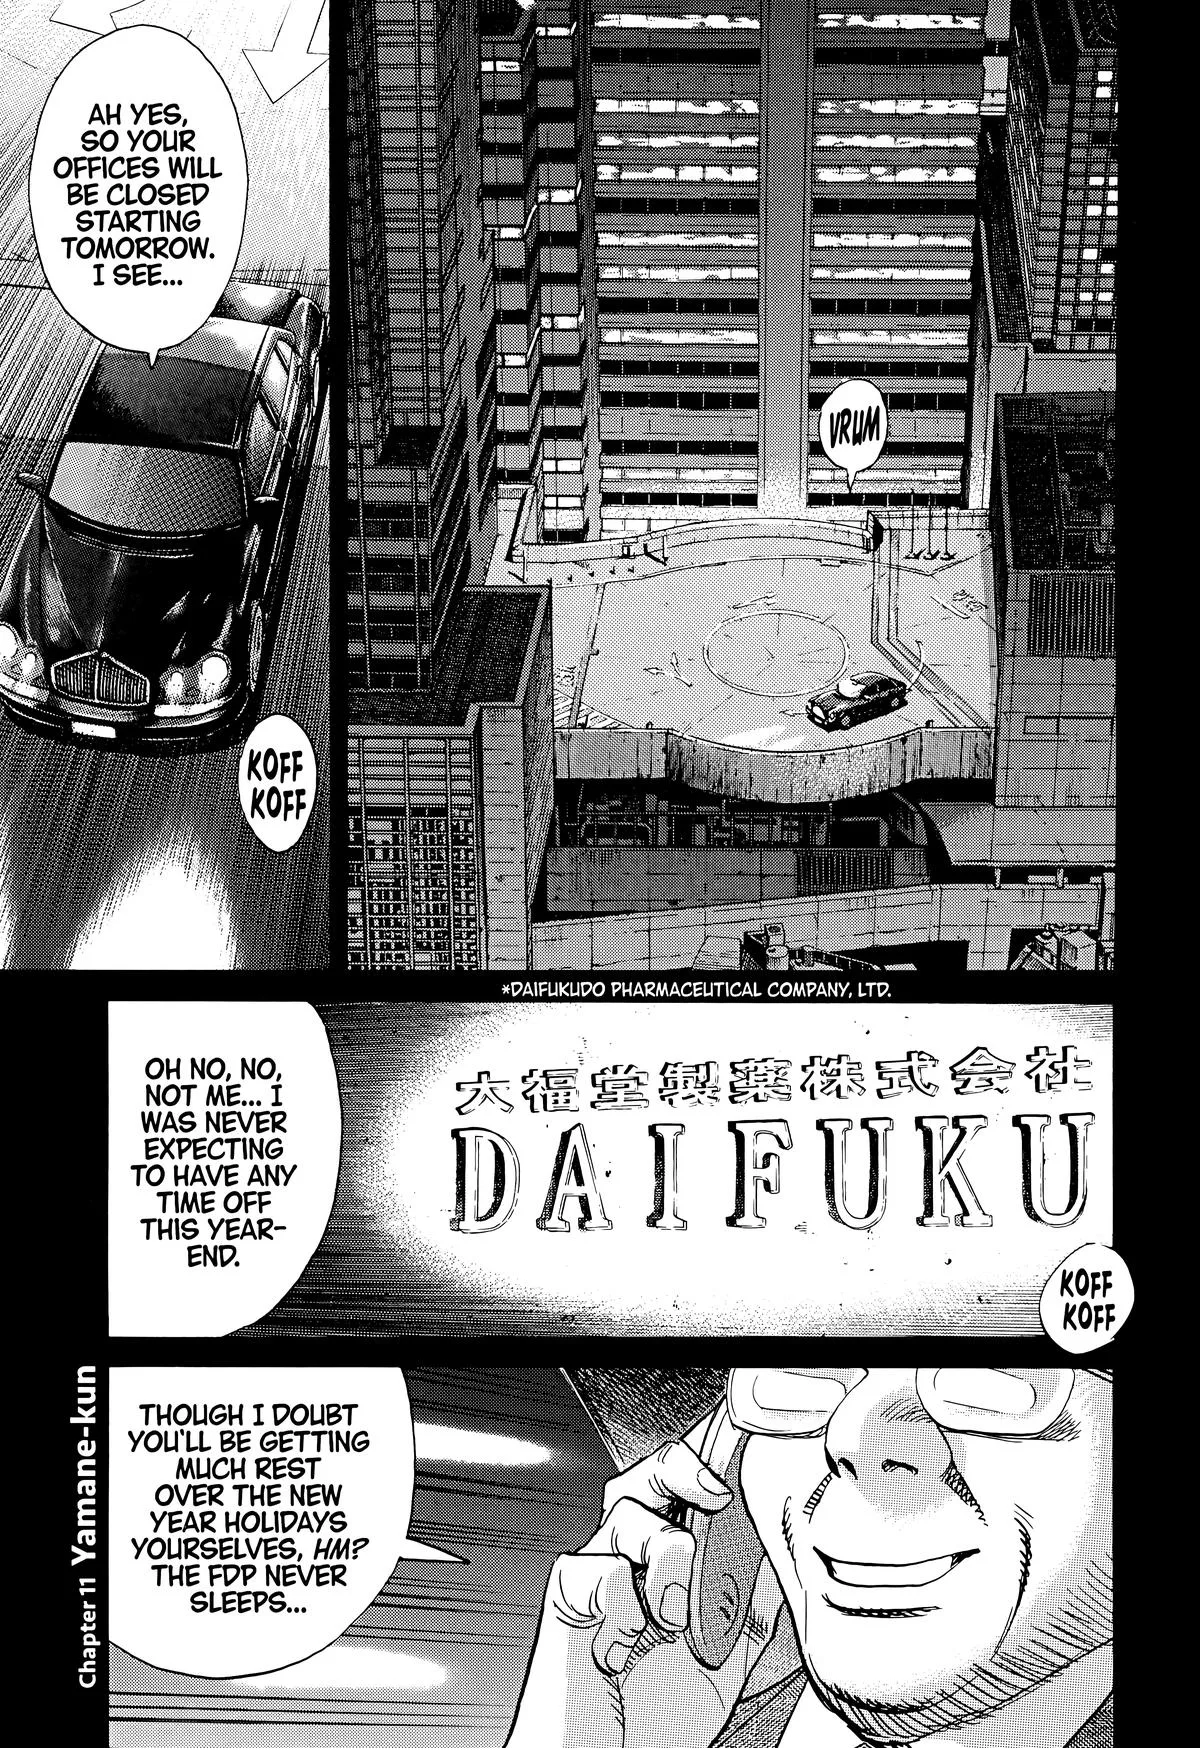 VRUM
AH YES,
SO YOUR
OFFICES WILL
BE CLOSED
STARTING
TOMORROW.
I SEE...
KOFF
KOFF
*DAIFUKUDO PHARMACEUTICAL COMPANY, LTD.
大福堂製薬株式会社
DAIFUKU
OH NO, NO,
NOT ME... I
WAS NEVER
EXPECTING
TO HAVE ANY
TIME OFF
THIS YEAR-
END.
KOFF
KOFF
THOUGH I DOUBT
YOU'LL BE GETTING
MUCH REST
OVER THE NEW
YEAR HOLIDAYS
YOURSELVES, HM?
THE FDP NEVER
SLEEPS...
Chapter 11 Yamane-kun